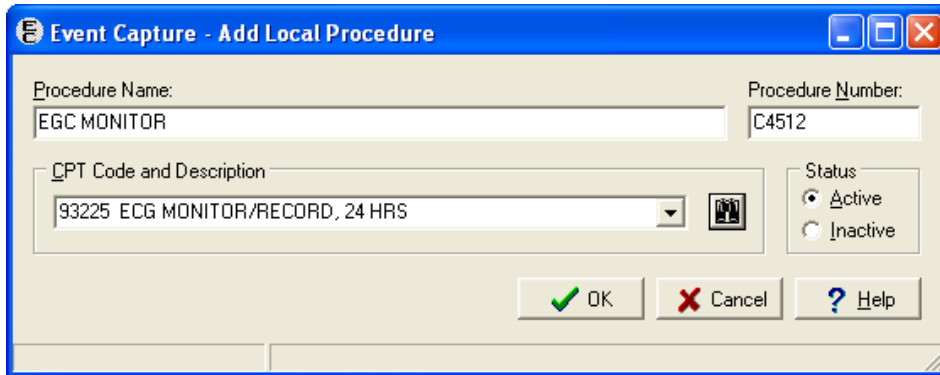 Event Capture - Add Local Procedure
Procedure Name:
Procedure Number:
EGC MONITOR
C4512
CPT Code and Description
Status
93225 ECG MONITOR/RECORD, 24 HRS
Active
Inactive
OK
Cancel
? Help